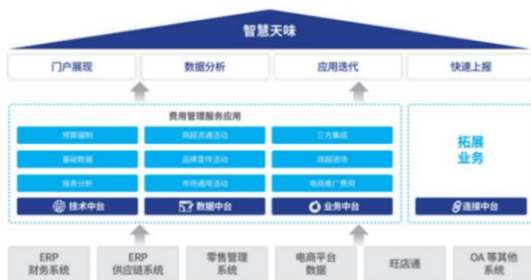 智慧天味
门户展现
数据分析
应用迭代
快速上报
费用管理服务应用
预算编制
商超流通活动
三方集成
基础数据
品牌宣传活动
商超进场
报表分析
市场通用活动
电商推广费用
拓展
业务
技术中台
数据中台
业务中台
连接中台
ERP
财务系统
ERP
供应链系统
零售管理
系统
电商平台
数据
旺店通
OA 等其他
系统